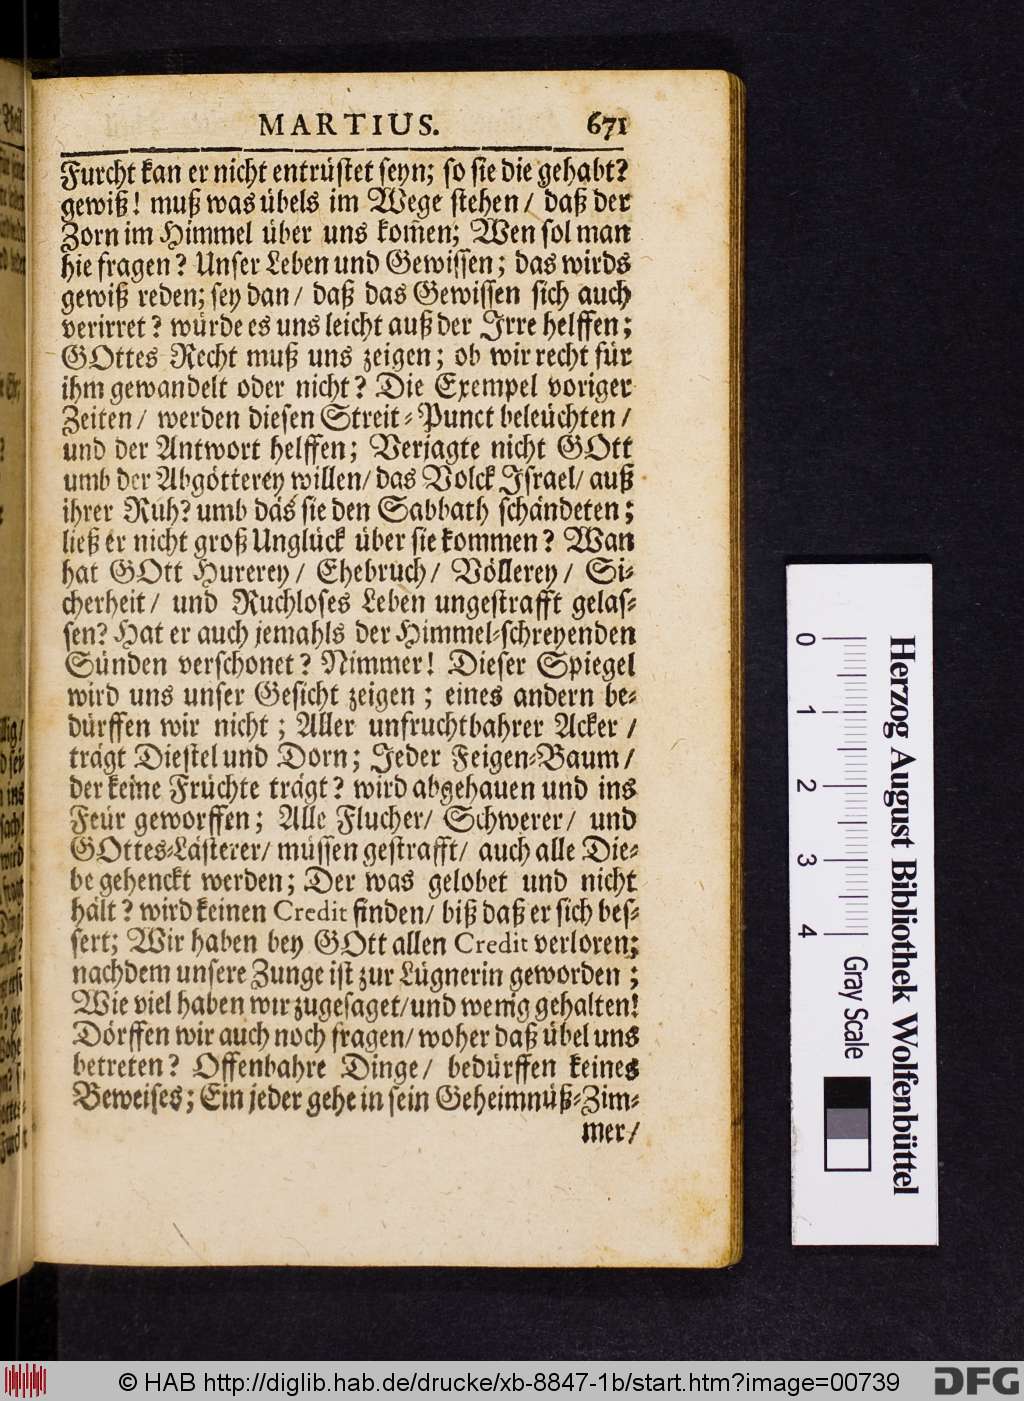 MARTIUS. 671
Furcht kan er nicht entrüstet seyn; so sie die gehabt?
gewiß! muß was übels im Wege stehen / daß der
Zorn im Himmel über uns kom̃en; Wen sol man
hie fragen? Unser Leben und Gewissen; das wirds
gewiß reden; sey dan / daß das Gewissen sich auch
verirret? würde es uns leicht auß der Irre helffen;
GOttes Recht muß uns zeigen; ob wir recht für
ihm gewandelt oder nicht? Die Exempel voriger
Zeiten / werden diesen Streit-Punct beleüchten /
und der Antwort helffen; Verjagte nicht GOtt
umb der Abgötterey willen / das Volck Israel / auß
ihrer Ruh? umb das sie den Sabbath schändeten;
ließ er nicht groß Unglück über sie kommen? Wan
hat GOtt Hurerey / Ehebruch / Völlerey / Si-
cherheit / und Ruchloses Leben ungestrafft gelas-
sen? Hat er auch jemahls der Himmel-schreyenden
Sünden verschonet? Nimmer! Dieser Spiegel
wird uns unser Gesicht zeigen; eines andern be-
dürffen wir nicht; Aller unfruchtbahrer Acker /
trägt Diestel und Dorn; Jeder Feigen-Baum /
der keine Früchte trägt? wird abgehauen und ins
Feür geworffen; Alle Flucher / Schwerer / und
GOttes-Lästerer / müssen gestrafft / auch alle Die-
be gehenckt werden; Der was gelobet und nicht
hält? wird keinen Credit finden / biß daß er sich bes-
sert; Wir haben bey GOtt allen Credit verloren;
nachdem unsere Zunge ist zur Lügnerin geworden;
Wie viel haben wir zugesaget / und wenig gehalten!
Dörffen wir auch noch fragen / woher daß übel uns
betreten? Offenbahre Dinge / bedürffen keines
Beweises; Ein jeder gehe in sein Geheimnüß-Zim-
mer /
Herzog August Bibliothek Wolfenbüttel
0 1 2 3 4 Gray Scale
© HAB http://diglib.hab.de/drucke/xb-8847-1b/start.htm?image=00739
DFG